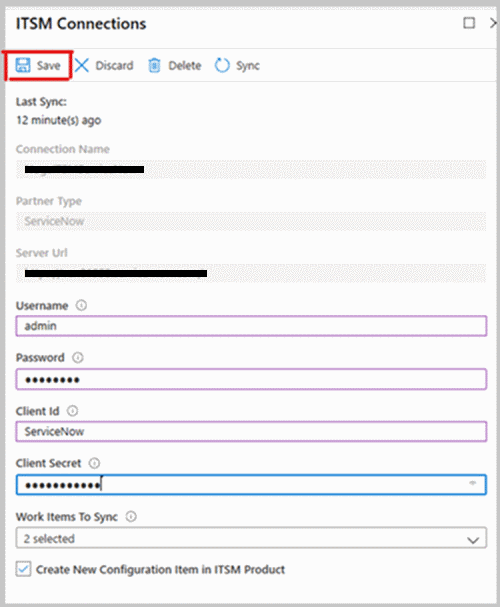 ITSM Connections
Save Discard Delete Sync
Last Sync:
12 minute(s) ago
Connection Name
Partner Type
ServiceNow
Server Url
Username
admin
Password
••••••••
Client Id
ServiceNow
Client Secret
•••••••••••
Work Items To Sync
2 selected
Create New Configuration Item in ITSM Product